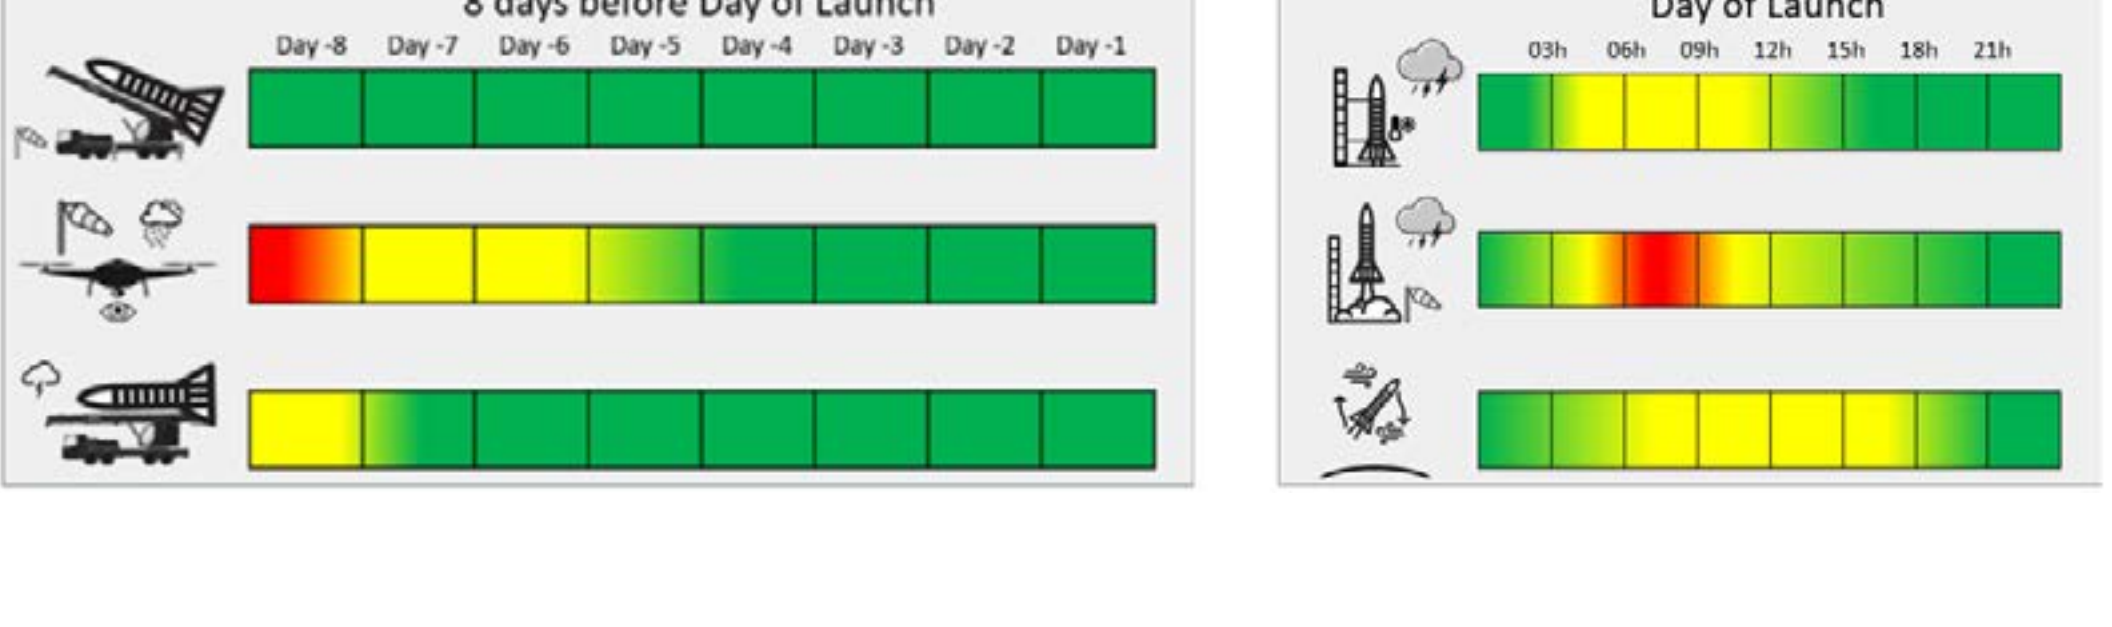 8 days before Day of Launch
Day -8 Day -7 Day -6 Day -5 Day -4 Day -3 Day -2 Day -1
Day of Launch
03h 06h 09h 12h 15h 18h 21h